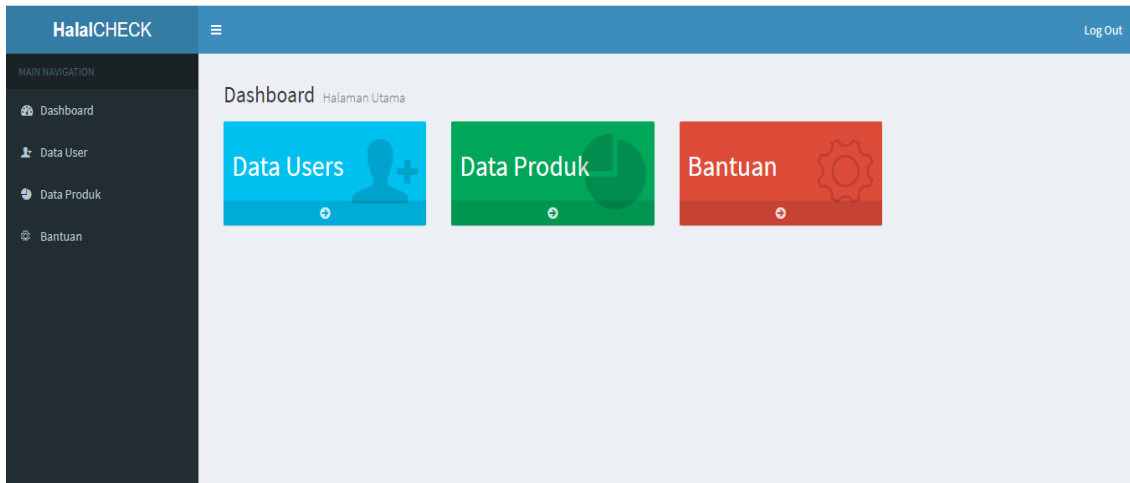 HalalCHECK
Log Out
MAIN NAVIGATION
Dashboard
Data User
Data Produk
Bantuan
Dashboard Halaman Utama
Data Users
Data Produk
Bantuan